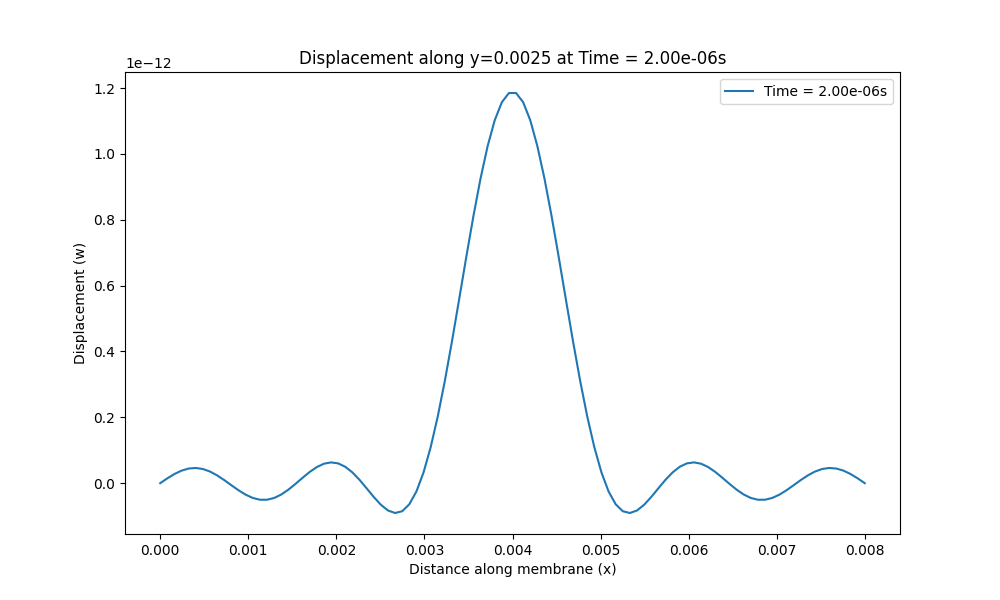 Displacement along y=0.0025 at Time = 2.00e-06s
1e−12
Time = 2.00e-06s
1.2
1.0
0.8
0.6
0.4
0.2
0.0
Displacement (w)
0.000 0.001 0.002 0.003 0.004 0.005 0.006 0.007 0.008
Distance along membrane (x)